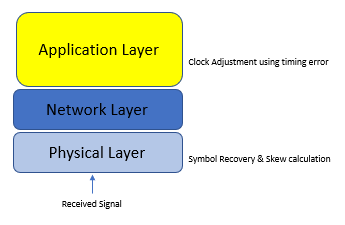 Application Layer
Clock Adjustment using timing error
Network Layer
Physical Layer
Symbol Recovery & Skew calculation
Received Signal